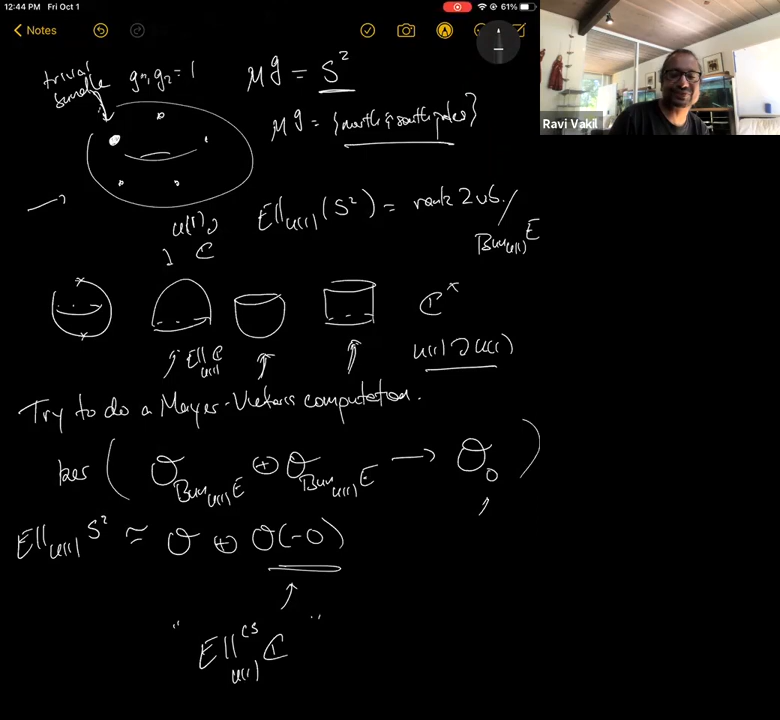 12:44 PM Fri Oct 1
61%
Notes
Ravi Vakil
trivial bundle
g₁, g₂ = 1
M^g = S²
M^g = {north & south poles}
Ell_{U(1)}(S²) = rank 2 vb. / Bun_{U(1)} E
U(1)
ℂ
ℂ^×
Ell_{U(1)} ℂ
U(1) ⊃ U(1)
Try to do a Mayer-Vietoris computation.
ker ( O_{Bun_{U(1)} E} ⊕ O_{Bun_{U(1)} E} → O_0 )
Ell_{U(1)} S² ≃ O ⊕ O(-0)
" Ell^{cs}_{U(1)} ℂ "